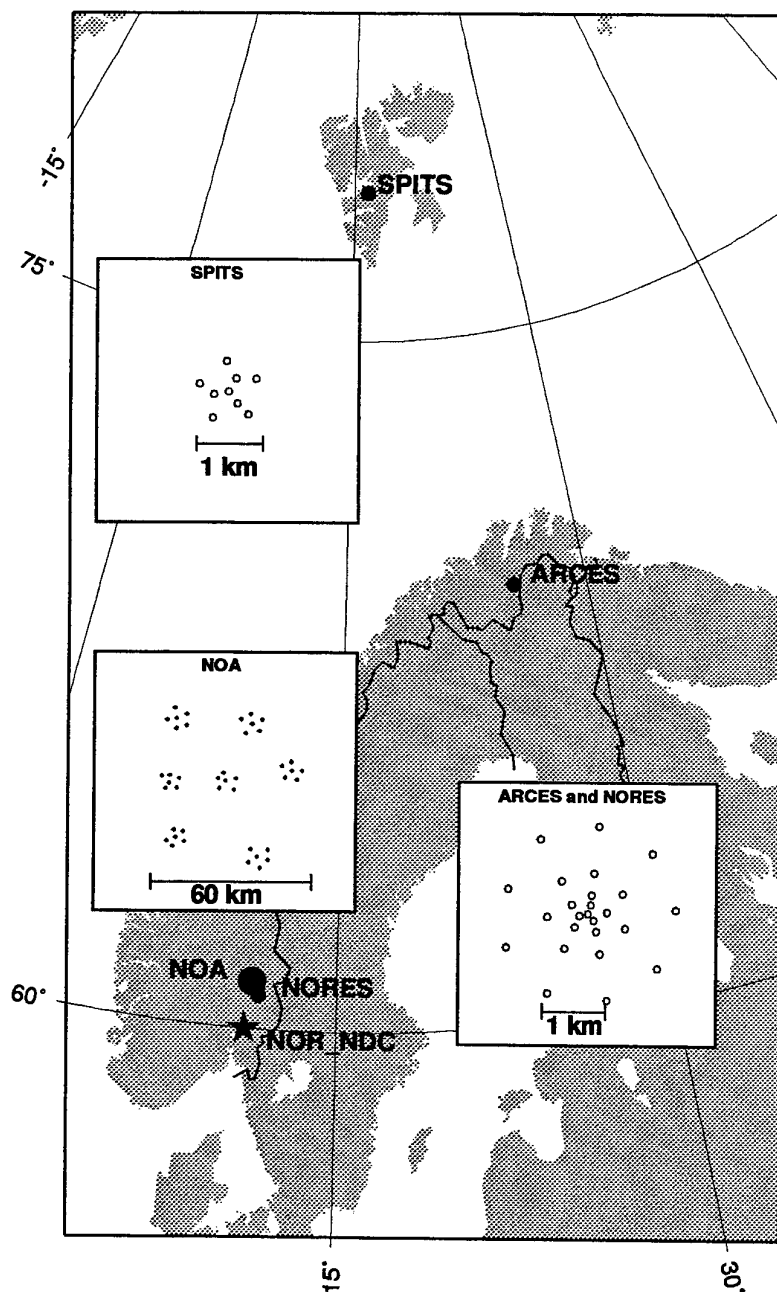 -15°
SPITS
75°
SPITS
1 km
ARCES
NOA
60 km
ARCES and NORES
1 km
NOA
NORES
60°
NOR_NDC
15°
30°